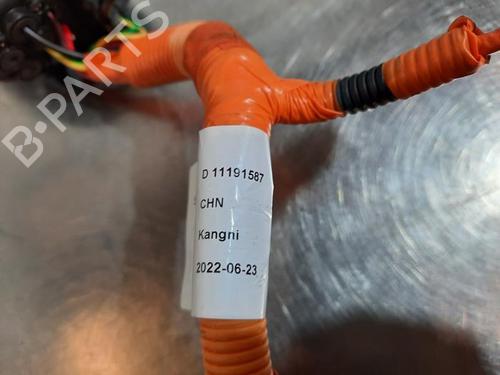 B-PARTS
D 11191587
CHN
Kangni
2022-06-23